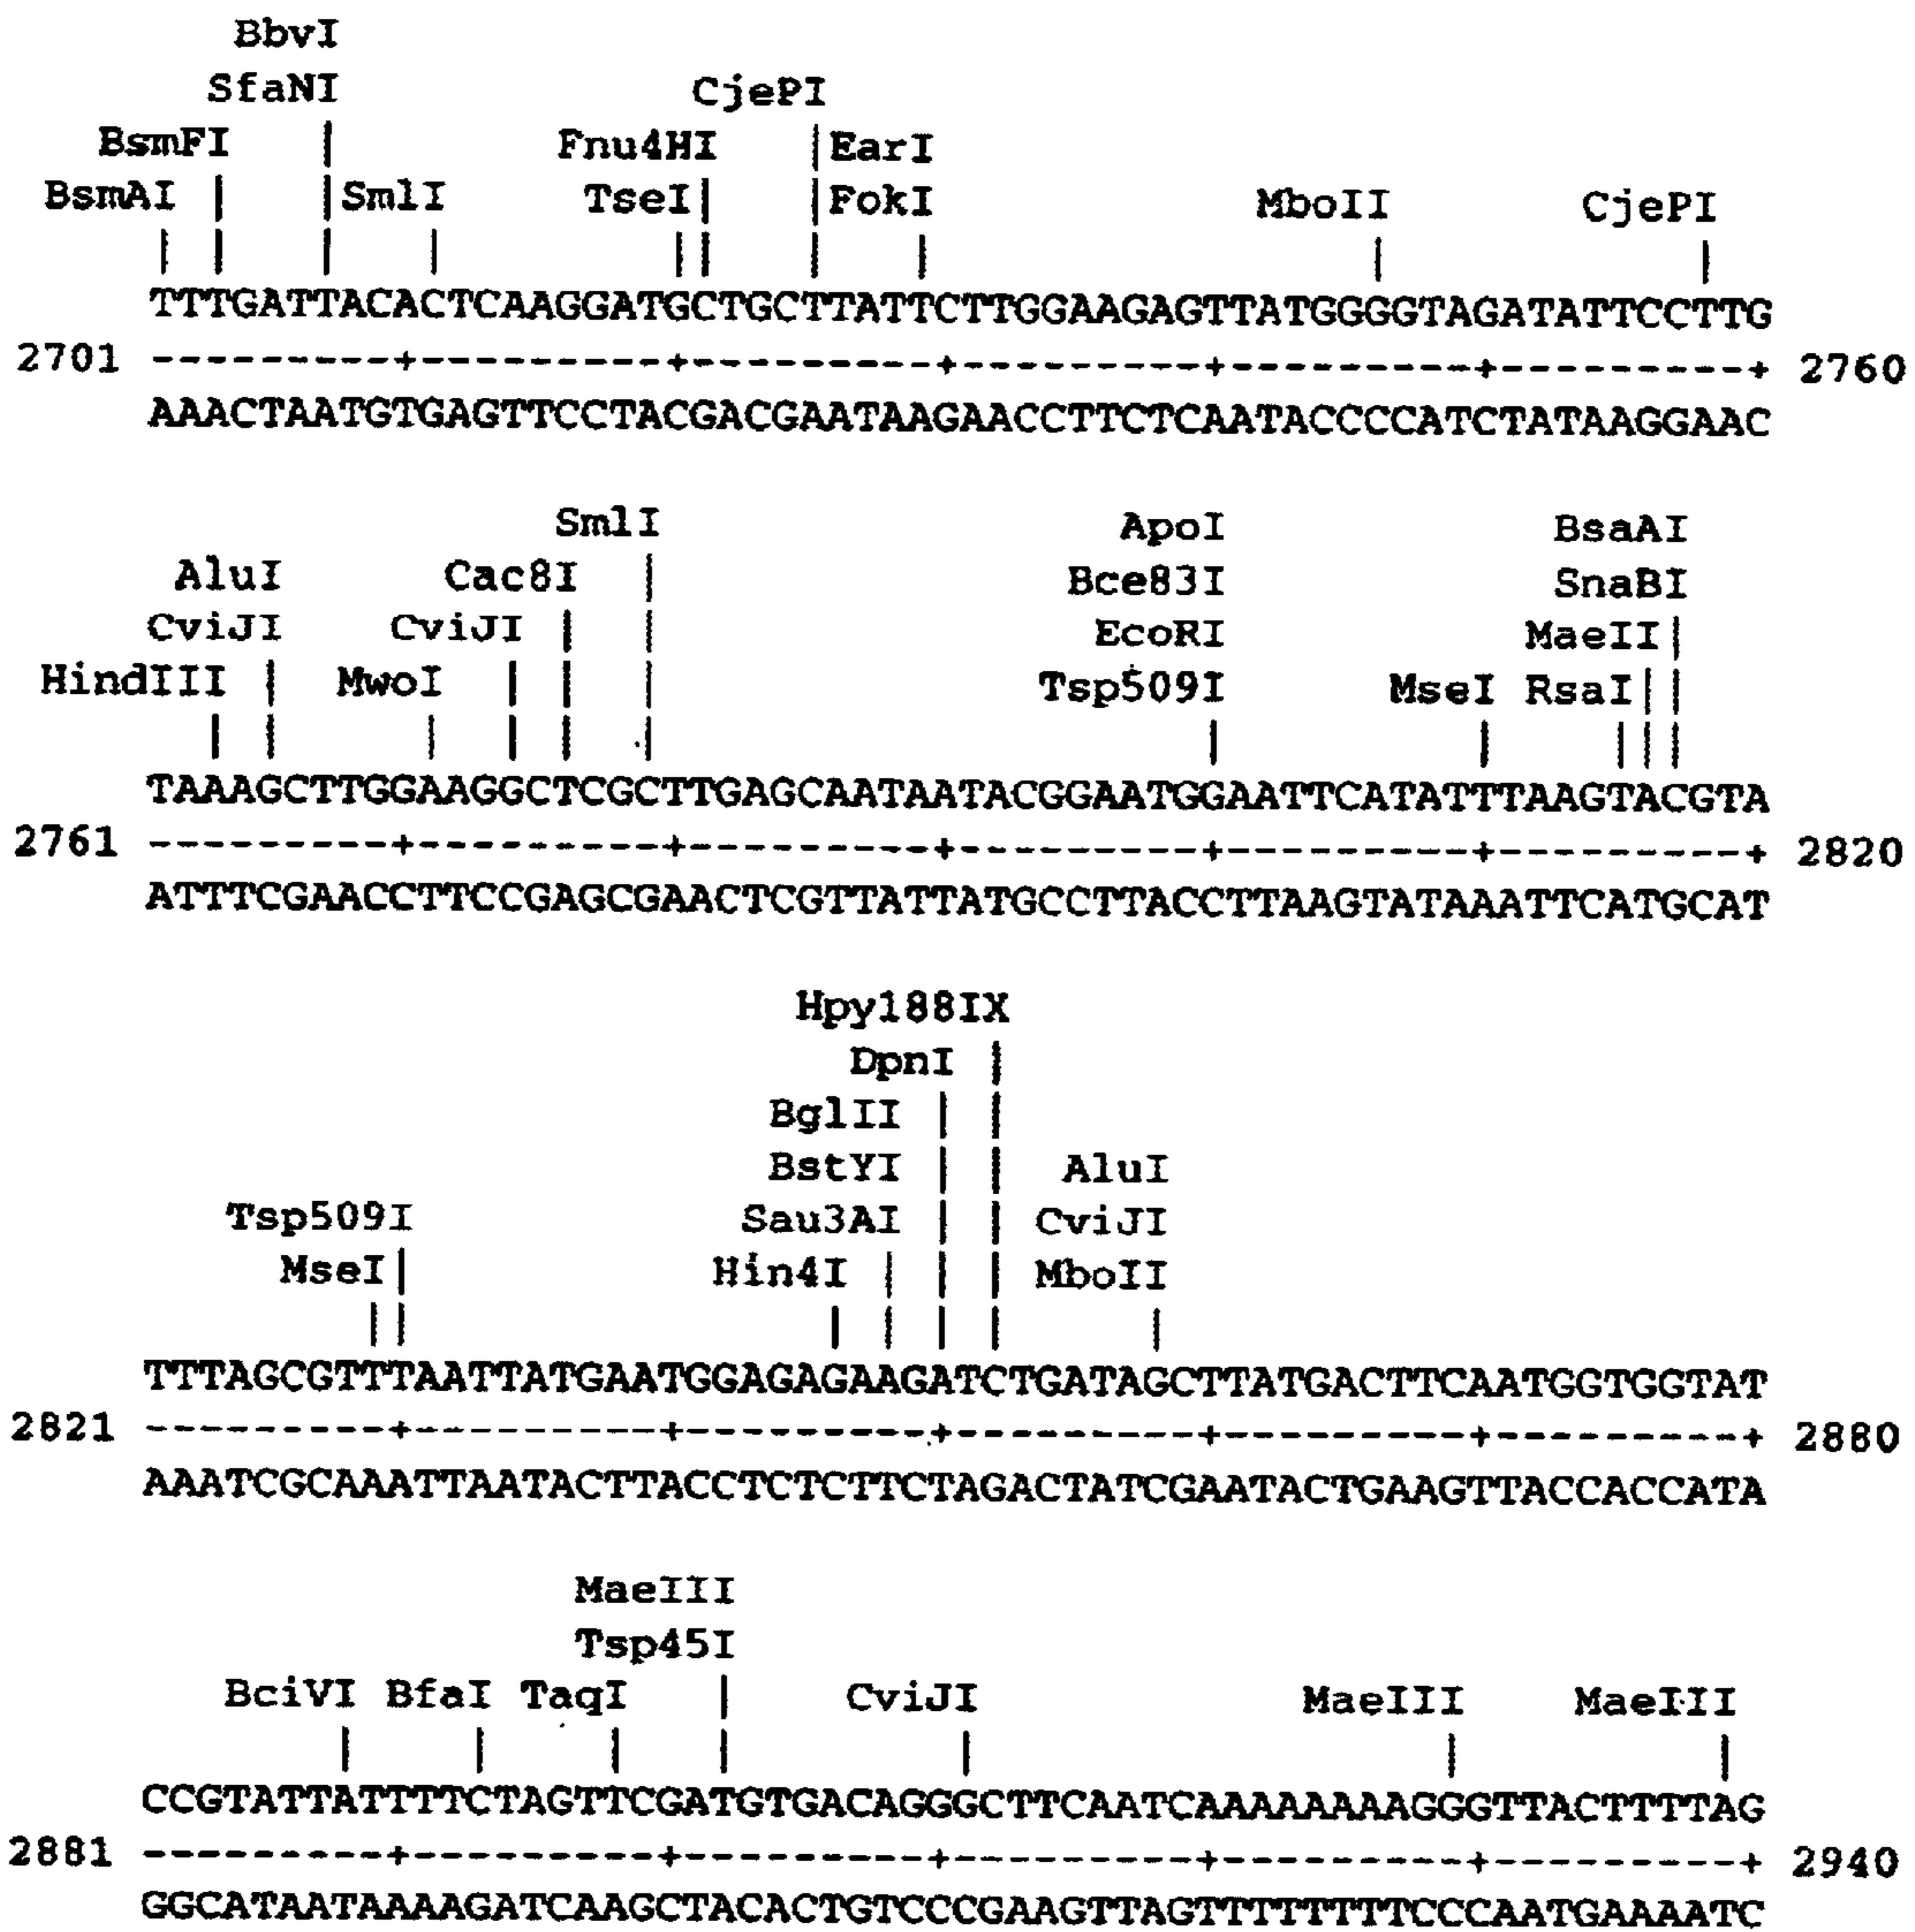 BbvI
SfaNI CjePI
BsmFI | Fnu4HI |EarI
BsmAI | |SmlI TseI| |FokI MboII CjePI
| | | | || | | | |
TTTGATTACACTCAAGGATGCTGCTTATTCTTGGAAGAGTTATGGGGTAGATATTCCTTG
2701 ---------+---------+---------+---------+---------+---------+ 2760
AAACTAATGTGAGTTCCTACGACGAATAAGAACCTTCTCAATACCCCATCTATAAGGAAC
SmlI ApoI BsaAI
AluI Cac8I | Bce83I SnaBI
CviJI CviJI | | EcoRI MaeII|
HindIII | MwoI | | | Tsp509I MseI RsaI||
| | | | | | | | |||
TAAAGCTTGGAAGGCTCGCTTGAGCAATAATACGGAATGGAATTCATATTTAAGTACGTA
2761 ---------+---------+---------+---------+---------+---------+ 2820
ATTTCGAACCTTCCGAGCGAACTCGTTATTATGCCTTACCTTAAGTATAAATTCATGCAT
Hpy188IX
DpnI |
BglII | |
BstYI | | AluI
Tsp509I Sau3AI | | CviJI
MseI| Hin4I | | | MboII
|| | | | | |
TTTAGCGTTTAATTATGAATGGAGAGAAGATCTGATAGCTTATGACTTCAATGGTGGTAT
2821 ---------+---------+---------+---------+---------+---------+ 2880
AAATCGCAAATTAATACTTACCTCTCTTCTAGACTATCGAATACTGAAGTTACCACCATA
MaeIII
Tsp45I
BciVI BfaI TaqI | CviJI MaeIII MaeIII
| | | | | | |
CCGTATTATTTTCTAGTTCGATGTGACAGGGCTTCAATCAAAAAAAAGGGTTACTTTTAG
2881 ---------+---------+---------+---------+---------+---------+ 2940
GGCATAATAAAAGATCAAGCTACACTGTCCCGAAGTTAGTTTTTTTTCCCAATGAAAATC